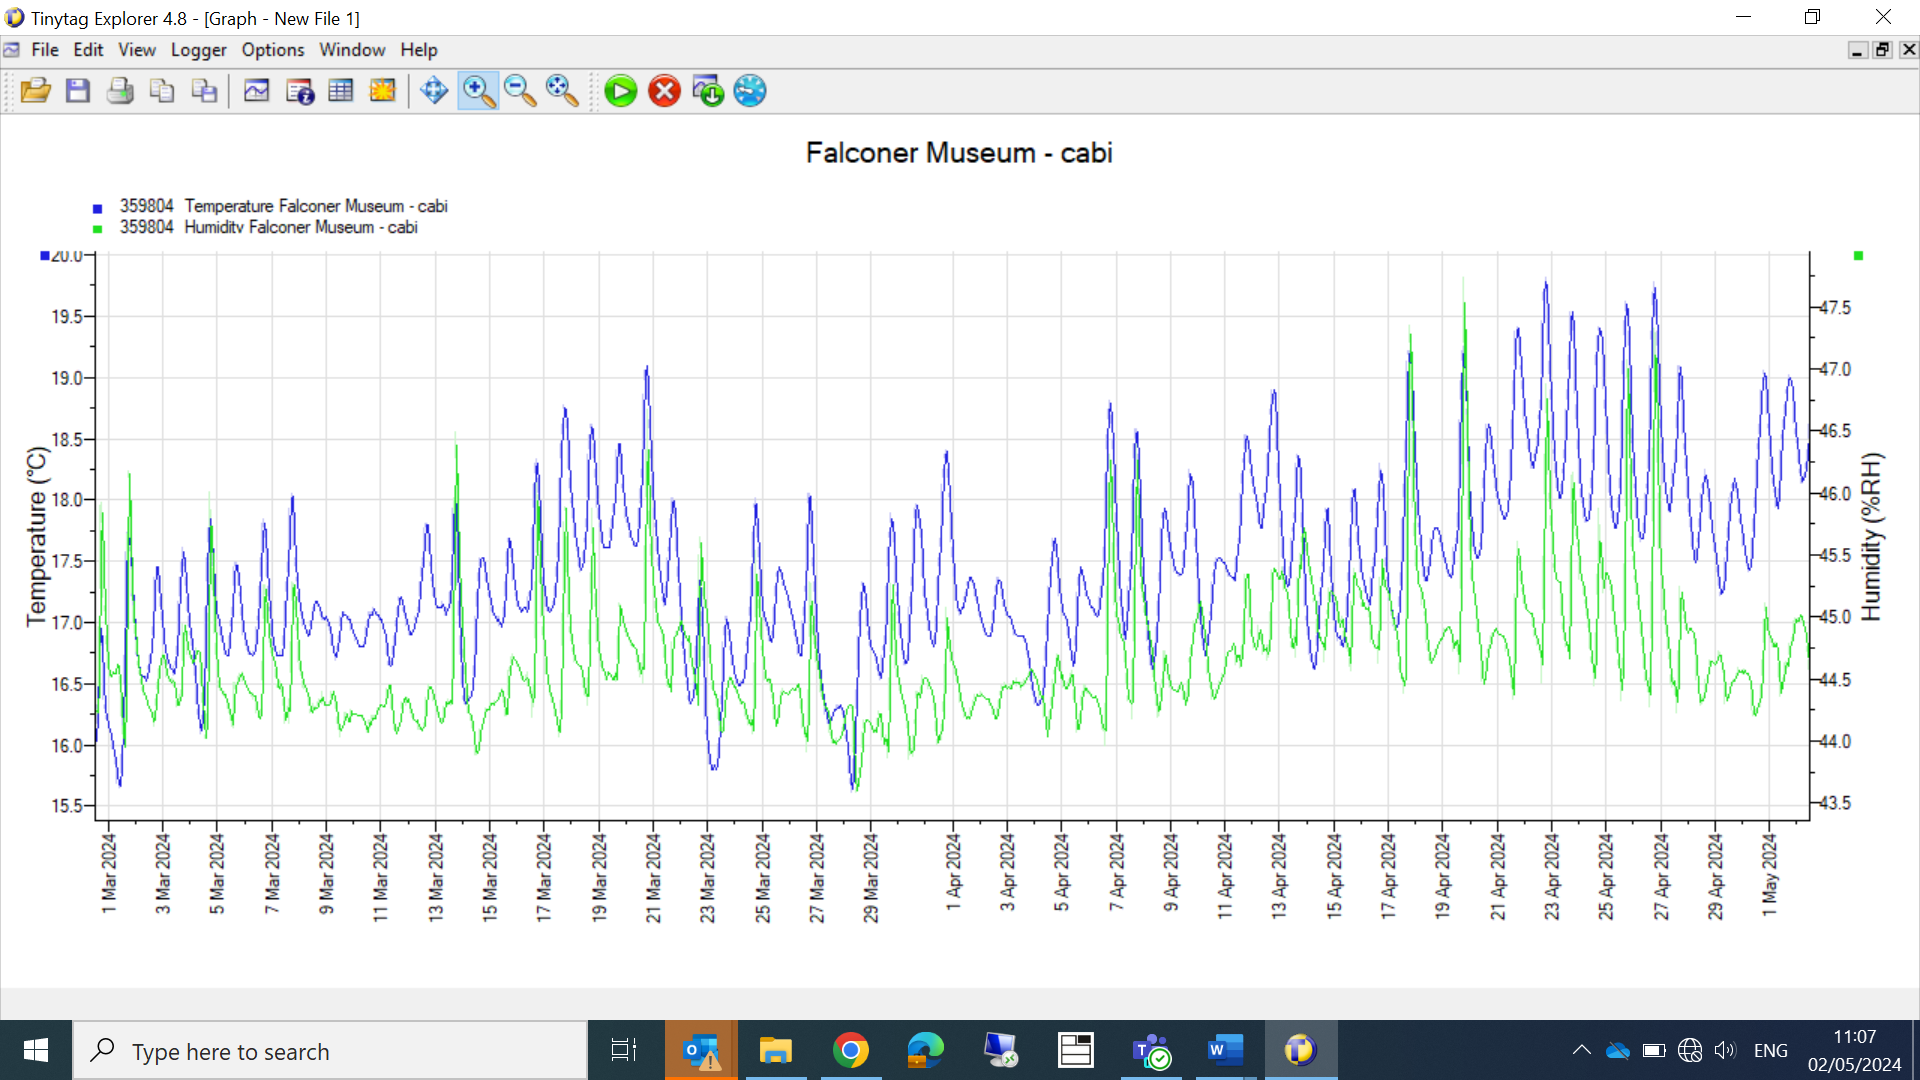 Tinytag Explorer 4.8 - [Graph - New File 1]
File Edit View Logger Options Window Help
Falconer Museum - cabi
359804 Temperature Falconer Museum - cabi
359804 Humidity Falconer Museum - cabi
20.0
19.5
19.0
18.5
18.0
17.5
17.0
16.5
16.0
15.5
Temperature (°C)
47.5
47.0
46.5
46.0
45.5
45.0
44.5
44.0
43.5
Humidity (%RH)
1 Mar 2024
3 Mar 2024
5 Mar 2024
7 Mar 2024
9 Mar 2024
11 Mar 2024
13 Mar 2024
15 Mar 2024
17 Mar 2024
19 Mar 2024
21 Mar 2024
23 Mar 2024
25 Mar 2024
27 Mar 2024
29 Mar 2024
1 Apr 2024
3 Apr 2024
5 Apr 2024
7 Apr 2024
9 Apr 2024
11 Apr 2024
13 Apr 2024
15 Apr 2024
17 Apr 2024
19 Apr 2024
21 Apr 2024
23 Apr 2024
25 Apr 2024
27 Apr 2024
29 Apr 2024
1 May 2024
Type here to search
ENG
11:07
02/05/2024